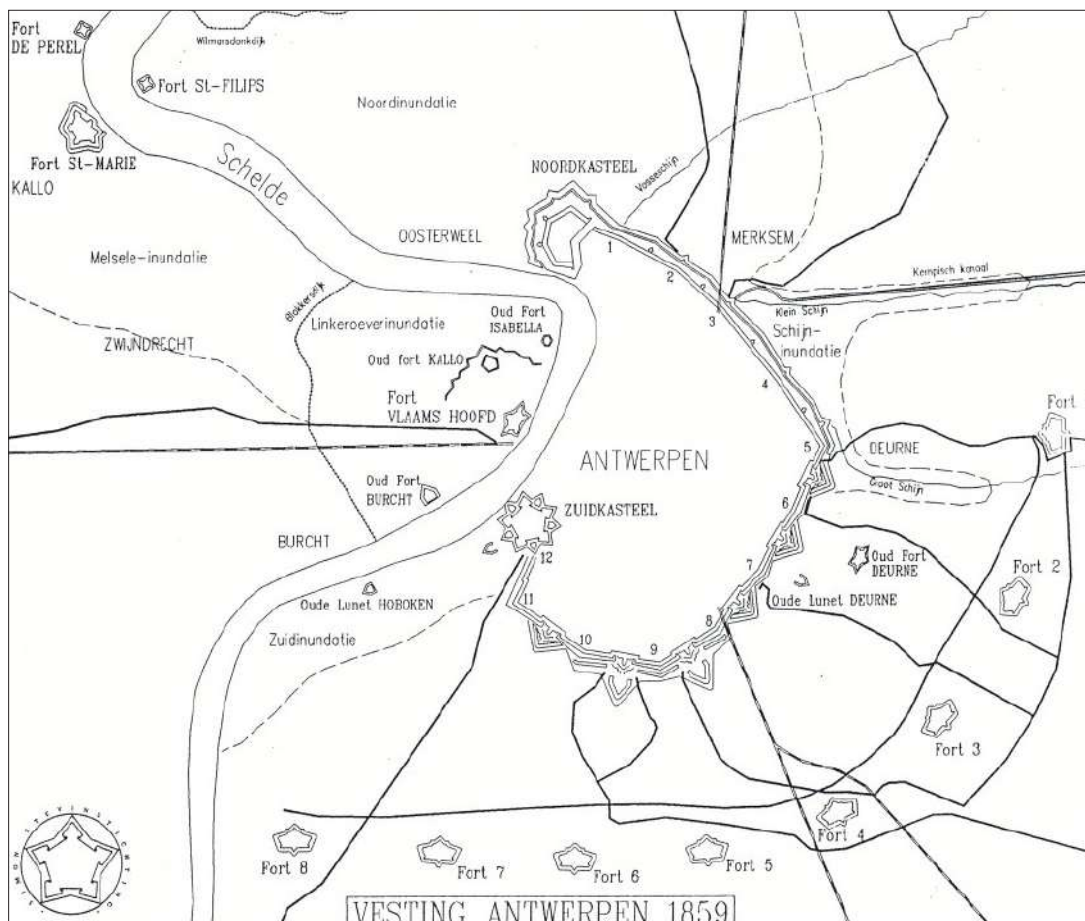 Fort
DE PEREL
Wilmarsdonkdijk
Fort St-FILIPS
Noordinundatie
Fort St-MARIE
KALLO
Schelde
NOORDKASTEEL
Vosseschijn
OOSTERWEEL
MERKSEM
1
2
3
Melsele-inundatie
Kempisch kanaal
Klein Schijn
Blokkersdijk
Linkeroeverinundatie
Oud Fort
ISABELLA
Schijn-
inundatie
ZWIJNDRECHT
Oud fort KALLO
4
Fort
VLAAMS HOOFD
Fort
5
DEURNE
ANTWERPEN
Groot Schijn
Oud Fort
BURCHT
6
ZUIDKASTEEL
BURCHT
12
7
Oud Fort
DEURNE
Fort 2
Oude Lunet HOBOKEN
11
Oude Lunet DEURNE
8
Zuidinundatie
10
9
Fort 3
Fort 4
Fort 8
Fort 7
Fort 6
Fort 5
SIMON STEVINSTICHTING
VESTING ANTWERPEN 1859